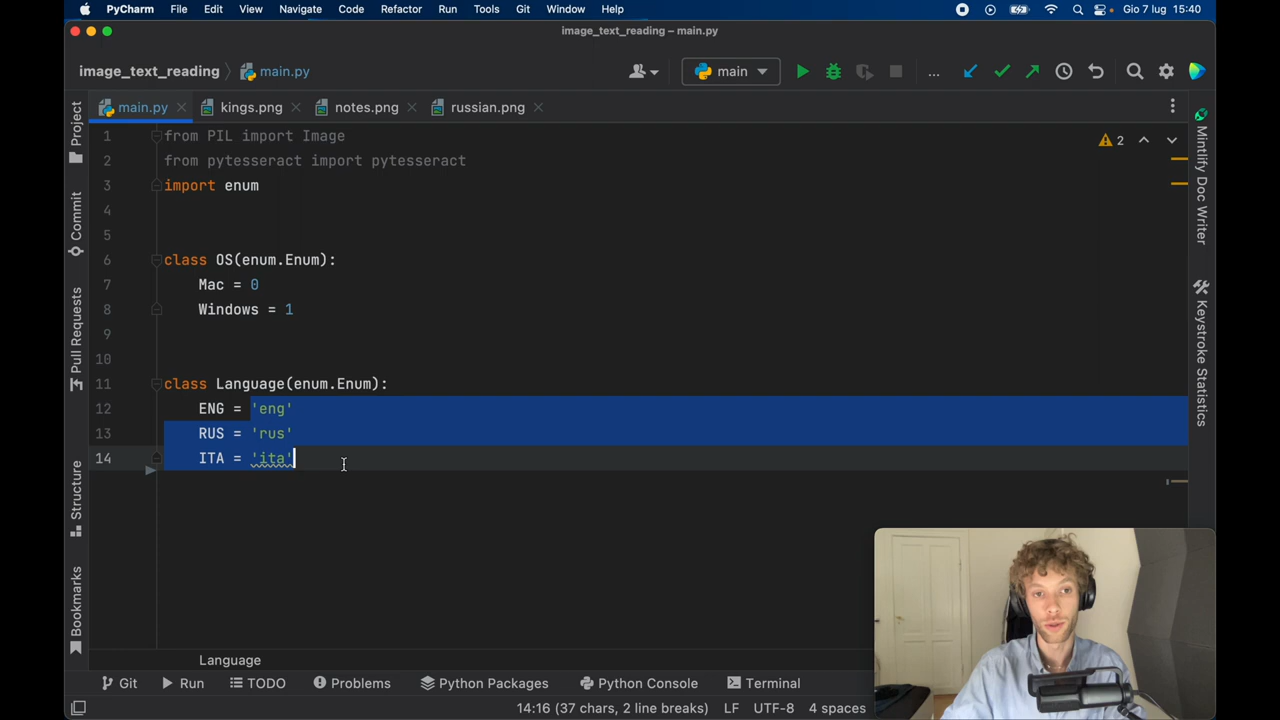 PyCharm File Edit View Navigate Code Refactor Run Tools Git Window Help Gio 7 lug 15:40
image_text_reading – main.py
image_text_reading main.py main ...
main.py kings.png notes.png russian.png
1 from PIL import Image
2 from pytesseract import pytesseract
3 import enum
4
5
6 class OS(enum.Enum):
7 Mac = 0
8 Windows = 1
9
10
11 class Language(enum.Enum):
12 ENG = 'eng'
13 RUS = 'rus'
14 ITA = 'ita'
2
Project
Commit
Pull Requests
Structure
Bookmarks
Mintlify Doc Writer
Keystroke Statistics
Language
Git Run TODO Problems Python Packages Python Console Terminal
14:16 (37 chars, 2 line breaks) LF UTF-8 4 spaces